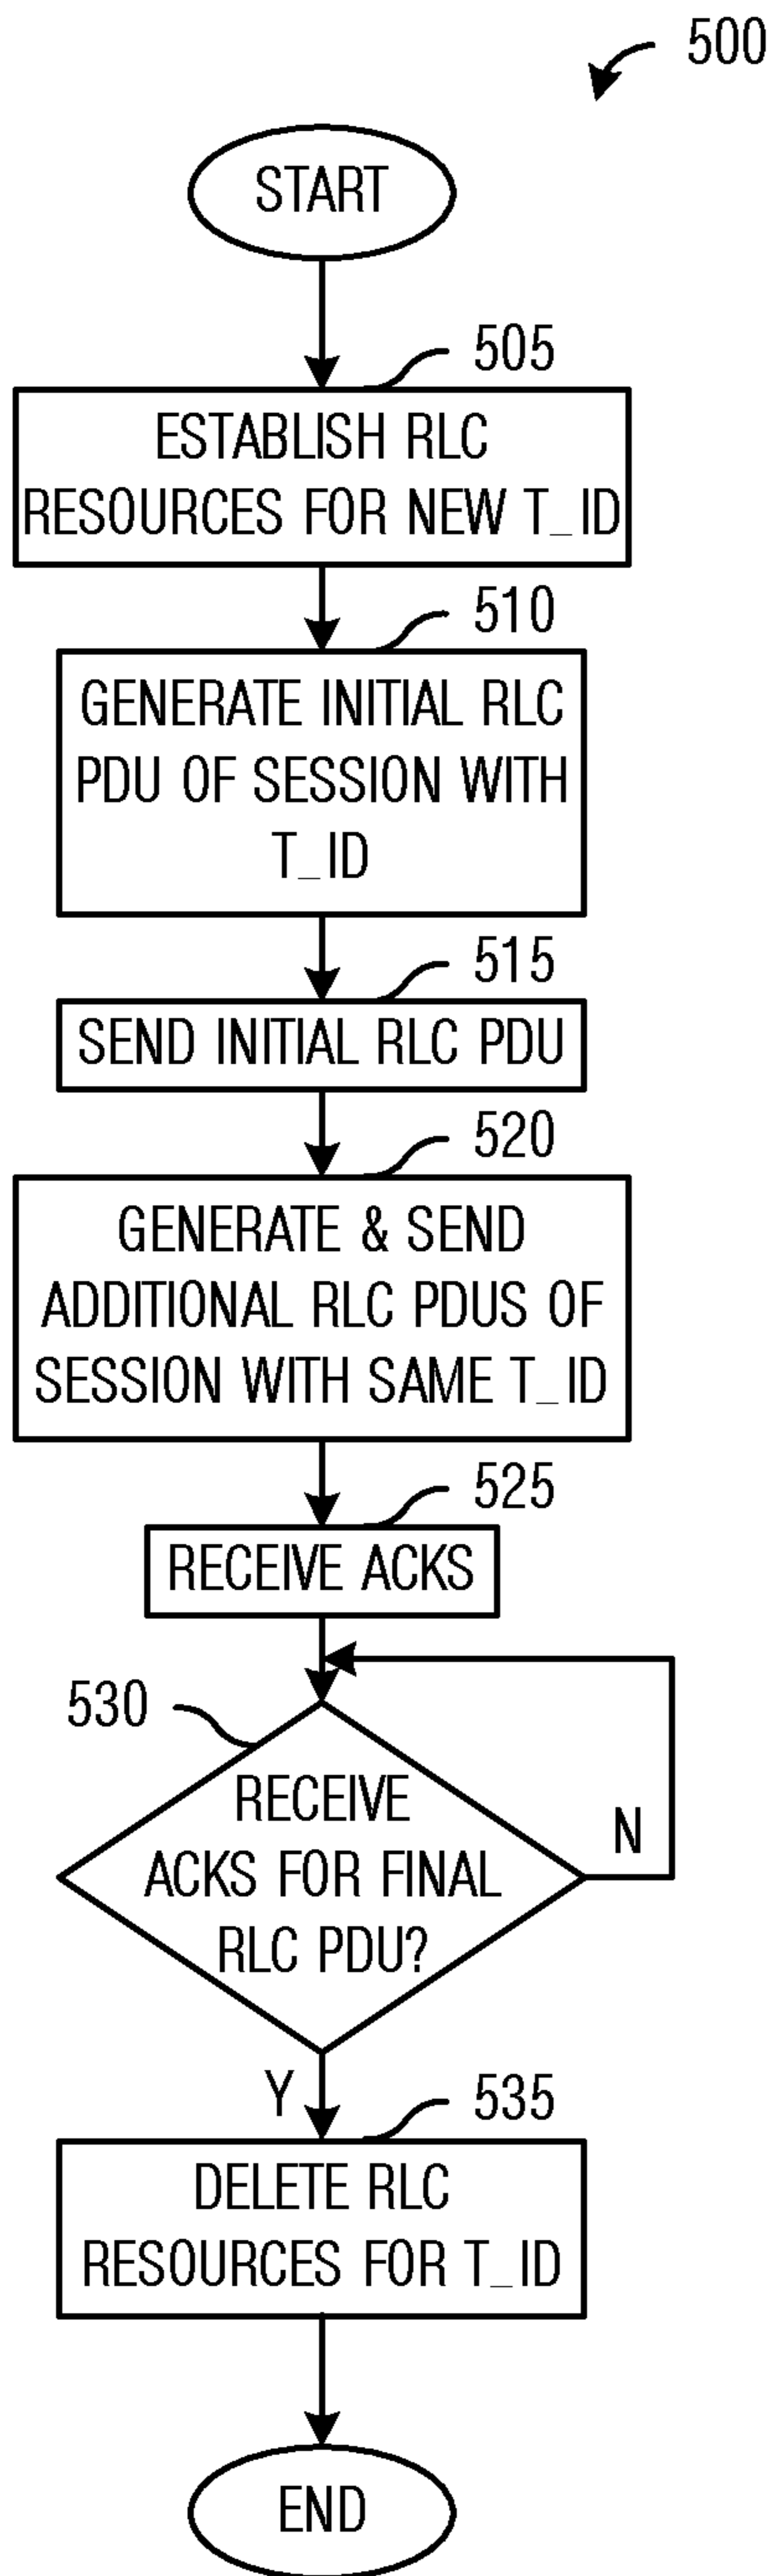 500
START
505
ESTABLISH RLC
RESOURCES FOR NEW T_ID
510
GENERATE INITIAL RLC
PDU OF SESSION WITH
T_ID
515
SEND INITIAL RLC PDU
520
GENERATE & SEND
ADDITIONAL RLC PDUS OF
SESSION WITH SAME T_ID
525
RECEIVE ACKS
530
RECEIVE
ACKS FOR FINAL
RLC PDU?
N
Y
535
DELETE RLC
RESOURCES FOR T_ID
END